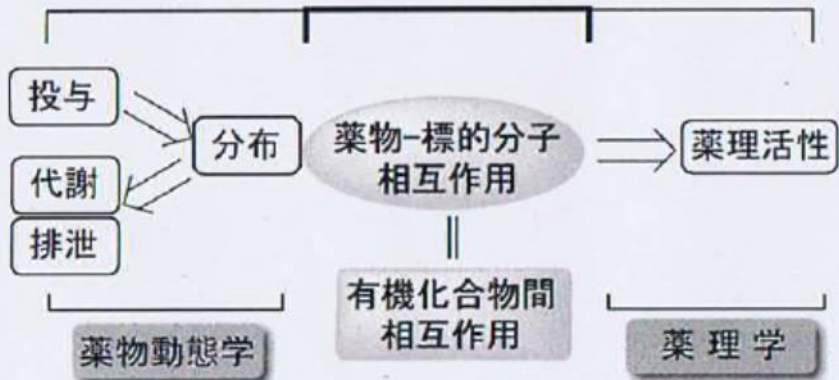 投与
分布
代謝
排泄
薬物-標的分子
相互作用
薬理活性
有機化合物間
相互作用
薬物動態学
薬理学